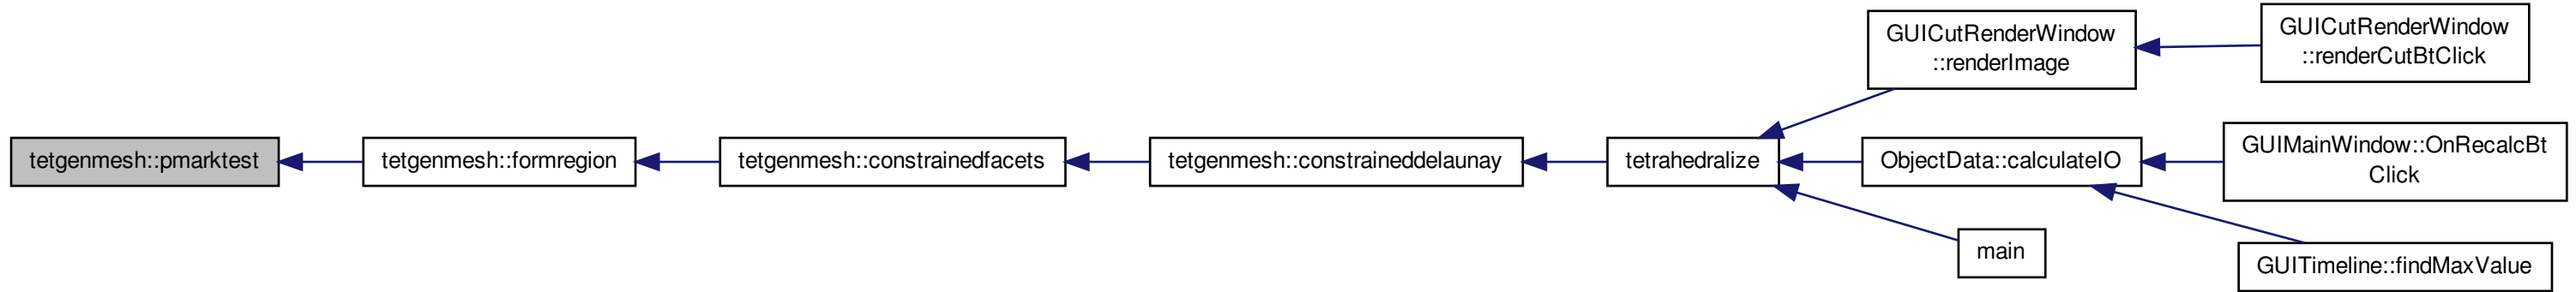 tetgenmesh::pmarktest
tetgenmesh::formregion
tetgenmesh::constrainedfacets
tetgenmesh::constraineddelaunay
tetrahedralize
GUICutRenderWindow
::renderImage
GUICutRenderWindow
::renderCutBtClick
ObjectData::calculateIO
GUIMainWindow::OnRecalcBt
Click
main
GUITimeline::findMaxValue